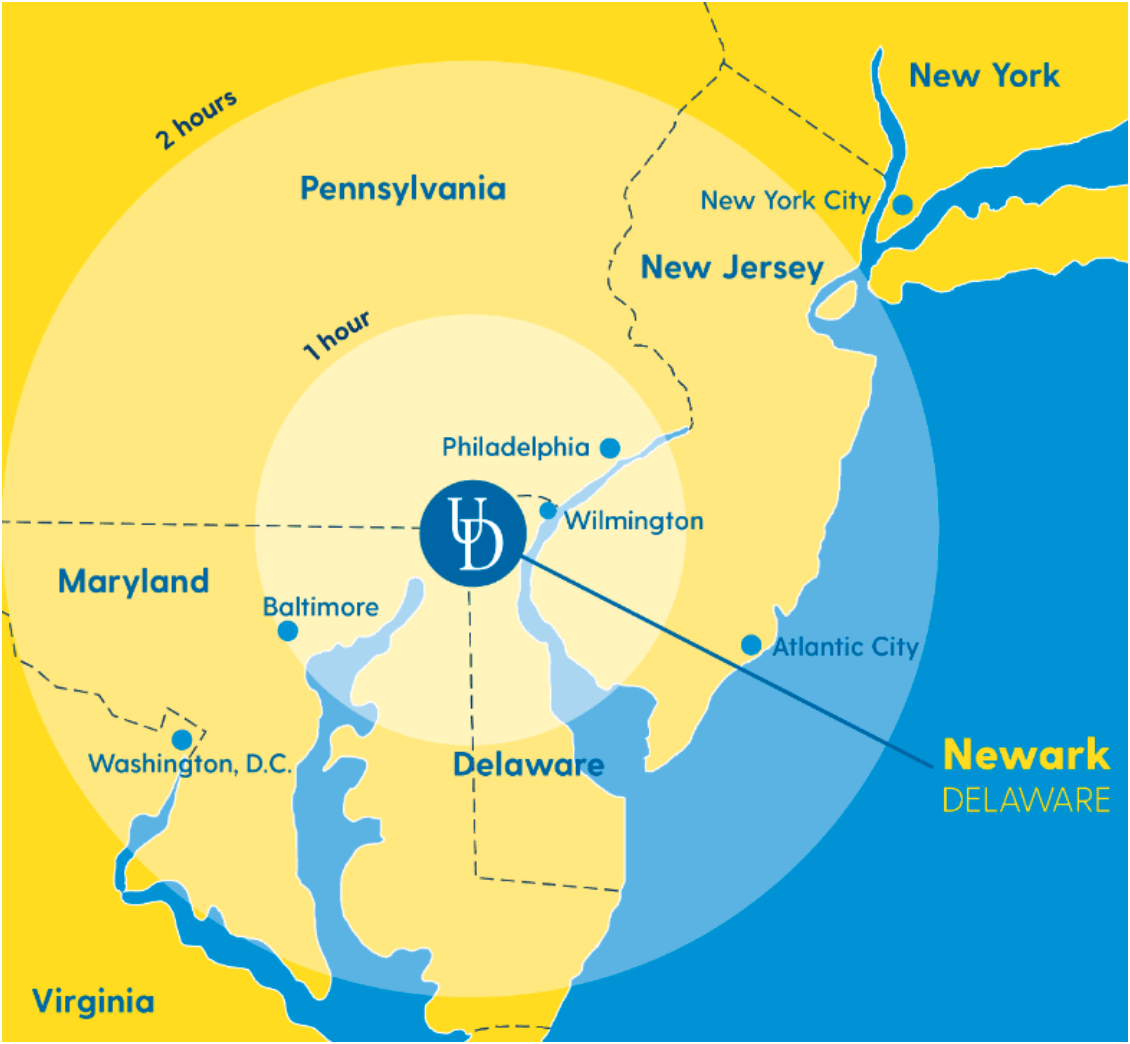 New York
2 hours
Pennsylvania
New York City
New Jersey
1 hour
Philadelphia
UD
Wilmington
Maryland
Baltimore
Atlantic City
Washington, D.C.
Delaware
Newark
DELAWARE
Virginia